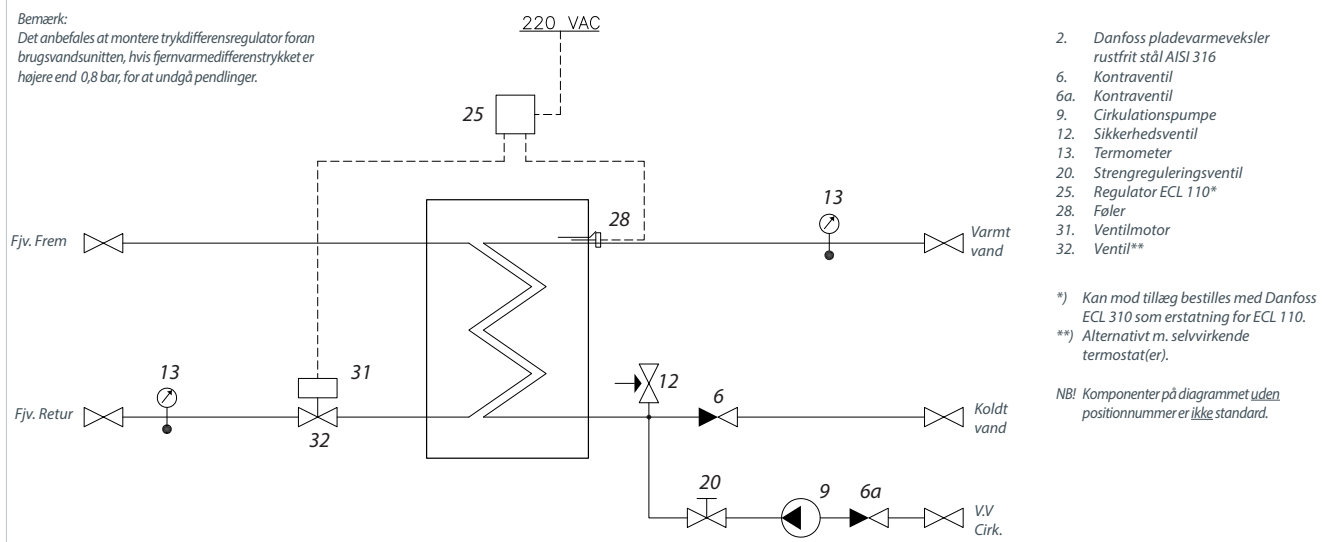 Bemærk:
Det anbefales at montere trykdifferensregulator foran
brugsvandsunitten, hvis fjernvarmedifferenstrykket er
højere end 0,8 bar, for at undgå pendlinger.
220 VAC
25
28
13
Fjv. Frem
Varmt
vand
13
31
32
12
6
Fjv. Retur
Koldt
vand
20
9
6a
V.V
Cirk.
2. Danfoss pladevarmeveksler
rustfrit stål AISI 316
6. Kontraventil
6a. Kontraventil
9. Cirkulationspumpe
12. Sikkerhedsventil
13. Termometer
20. Strengreguleringsventil
25. Regulator ECL 110*
28. Føler
31. Ventilmotor
32. Ventil**
*) Kan mod tillæg bestilles med Danfoss
ECL 310 som erstatning for ECL 110.
**) Alternativt m. selvvirkende
termostat(er).
NB! Komponenter på diagrammet uden
positionnummer er ikke standard.